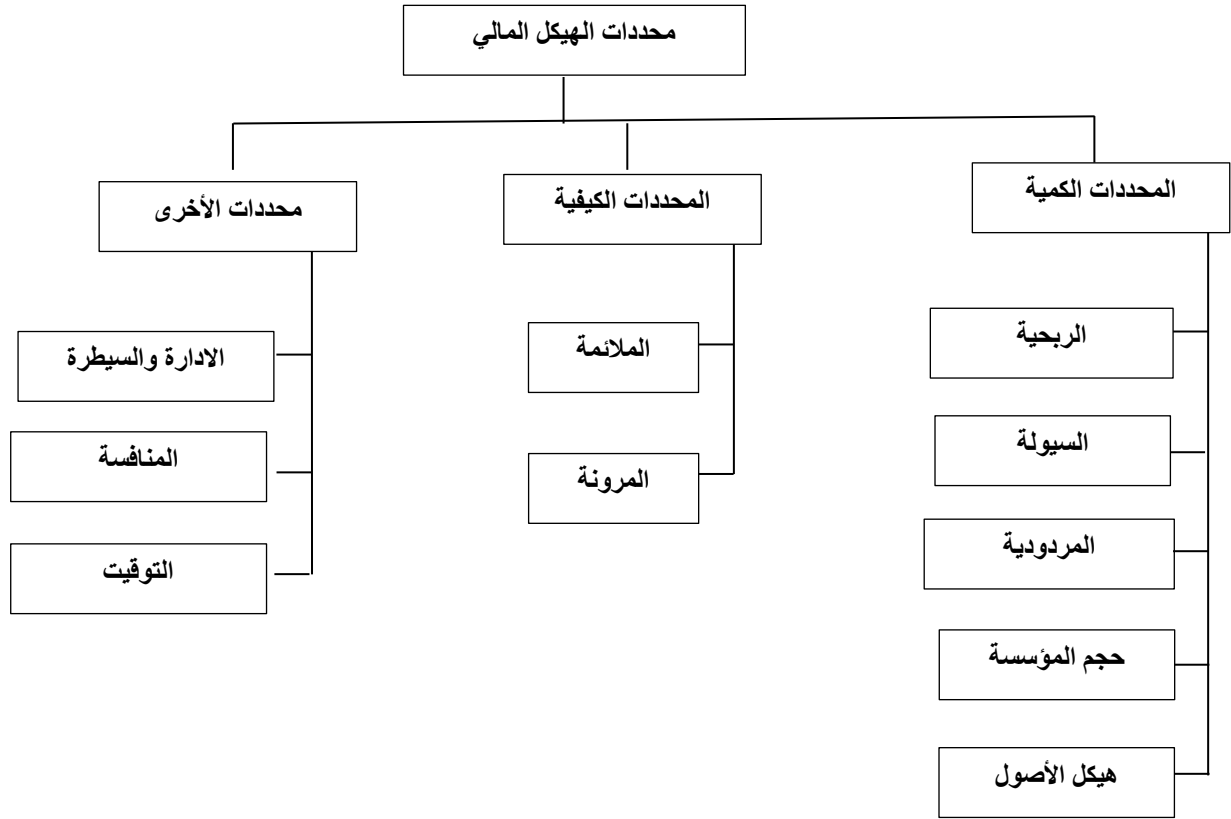 محددات الهيكل المالي
المحددات الكمية
المحددات الكيفية
محددات الأخرى
الربحية
السيولة
المردودية
حجم المؤسسة
هيكل الأصول
الملائمة
المرونة
الادارة والسيطرة
المنافسة
التوقيت